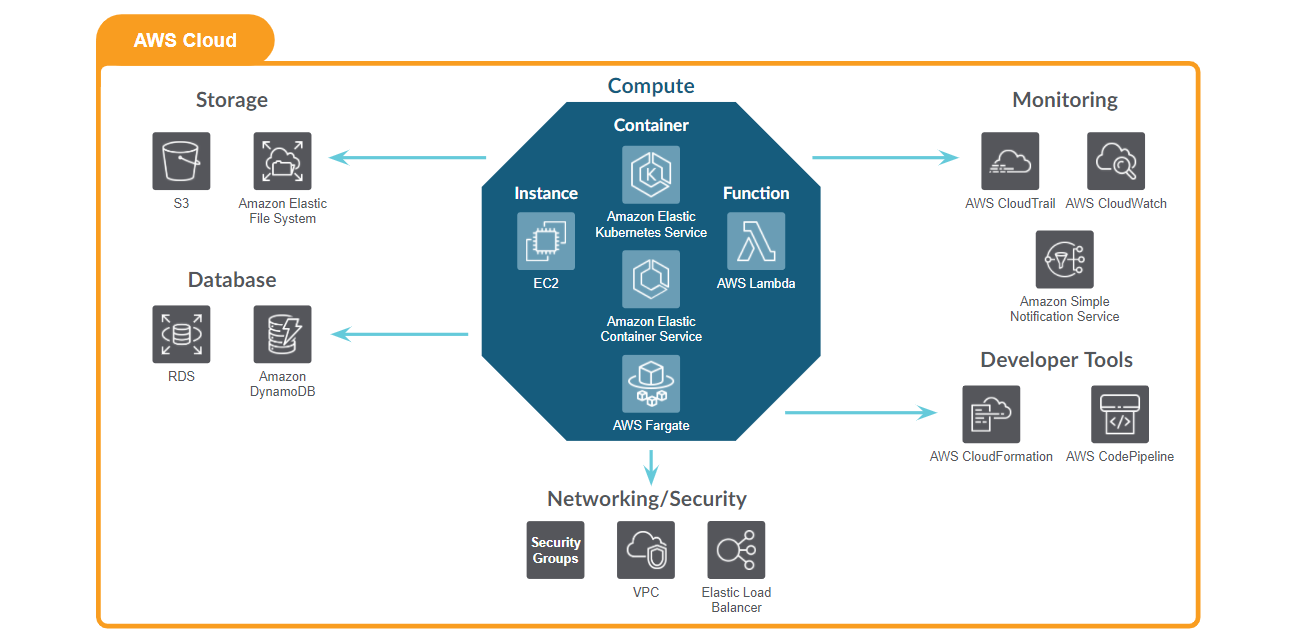 AWS Cloud
Storage
S3
Amazon Elastic
File System
Database
RDS
Amazon
DynamoDB
Compute
Container
Instance
EC2
K
Amazon Elastic
Kubernetes Service
Function
AWS Lambda
Amazon Elastic
Container Service
AWS Fargate
Monitoring
AWS CloudTrail
AWS CloudWatch
Amazon Simple
Notification Service
Developer Tools
AWS CloudFormation
</>
AWS CodePipeline
Networking/Security
Security
Groups
VPC
Elastic Load
Balancer